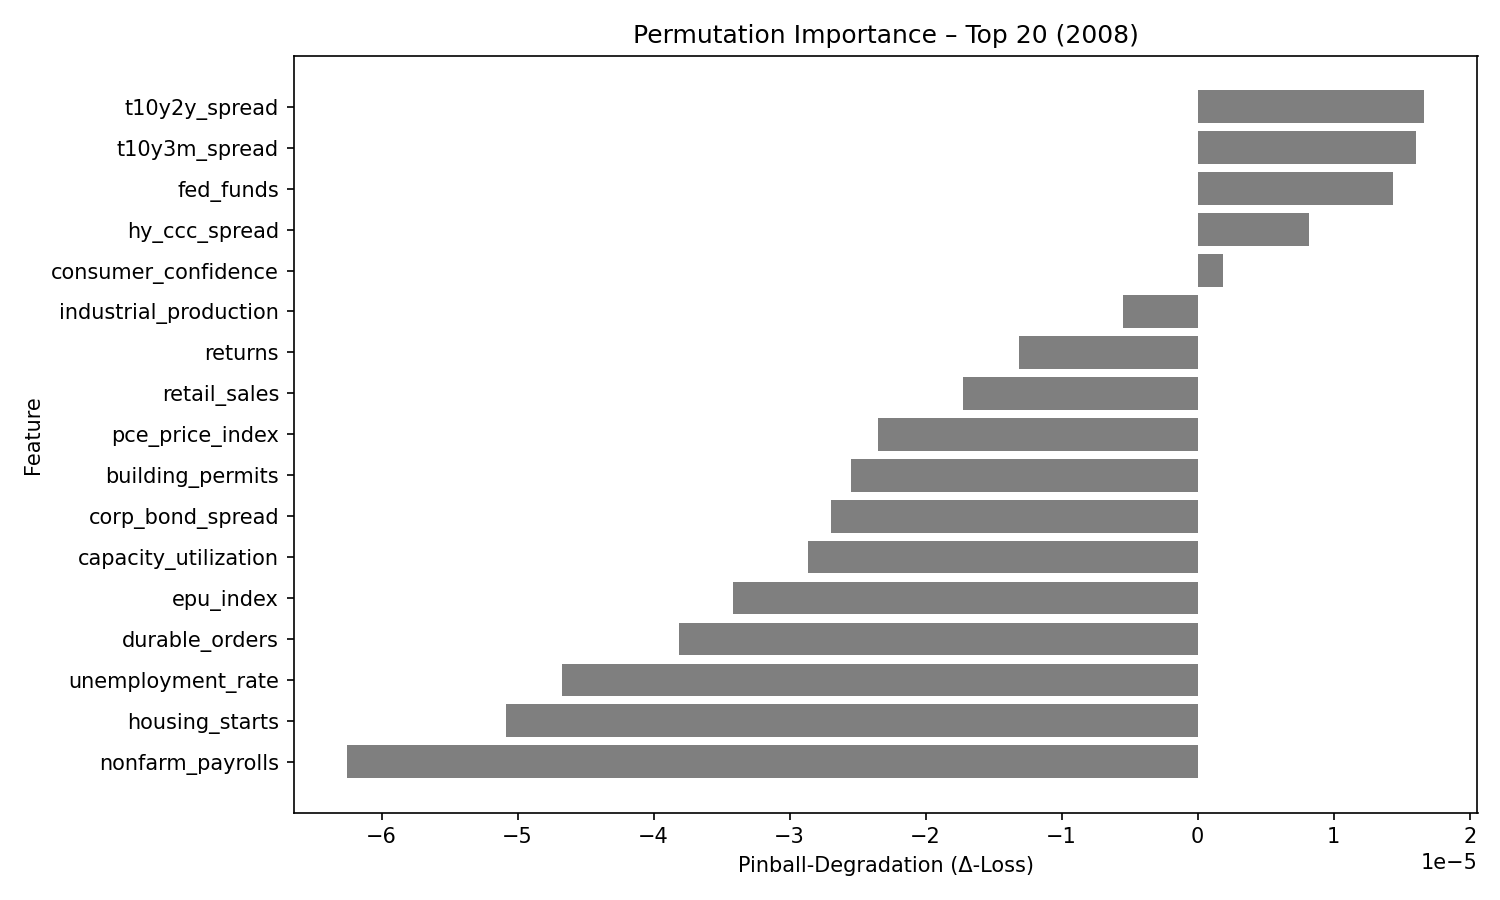 Permutation Importance – Top 20 (2008)
t10y2y_spread
t10y3m_spread
fed_funds
hy_ccc_spread
consumer_confidence
industrial_production
returns
retail_sales
pce_price_index
building_permits
corp_bond_spread
capacity_utilization
epu_index
durable_orders
unemployment_rate
housing_starts
nonfarm_payrolls
Feature
−6 −5 −4 −3 −2 −1 0 1 2
1e−5
Pinball-Degradation (Δ-Loss)